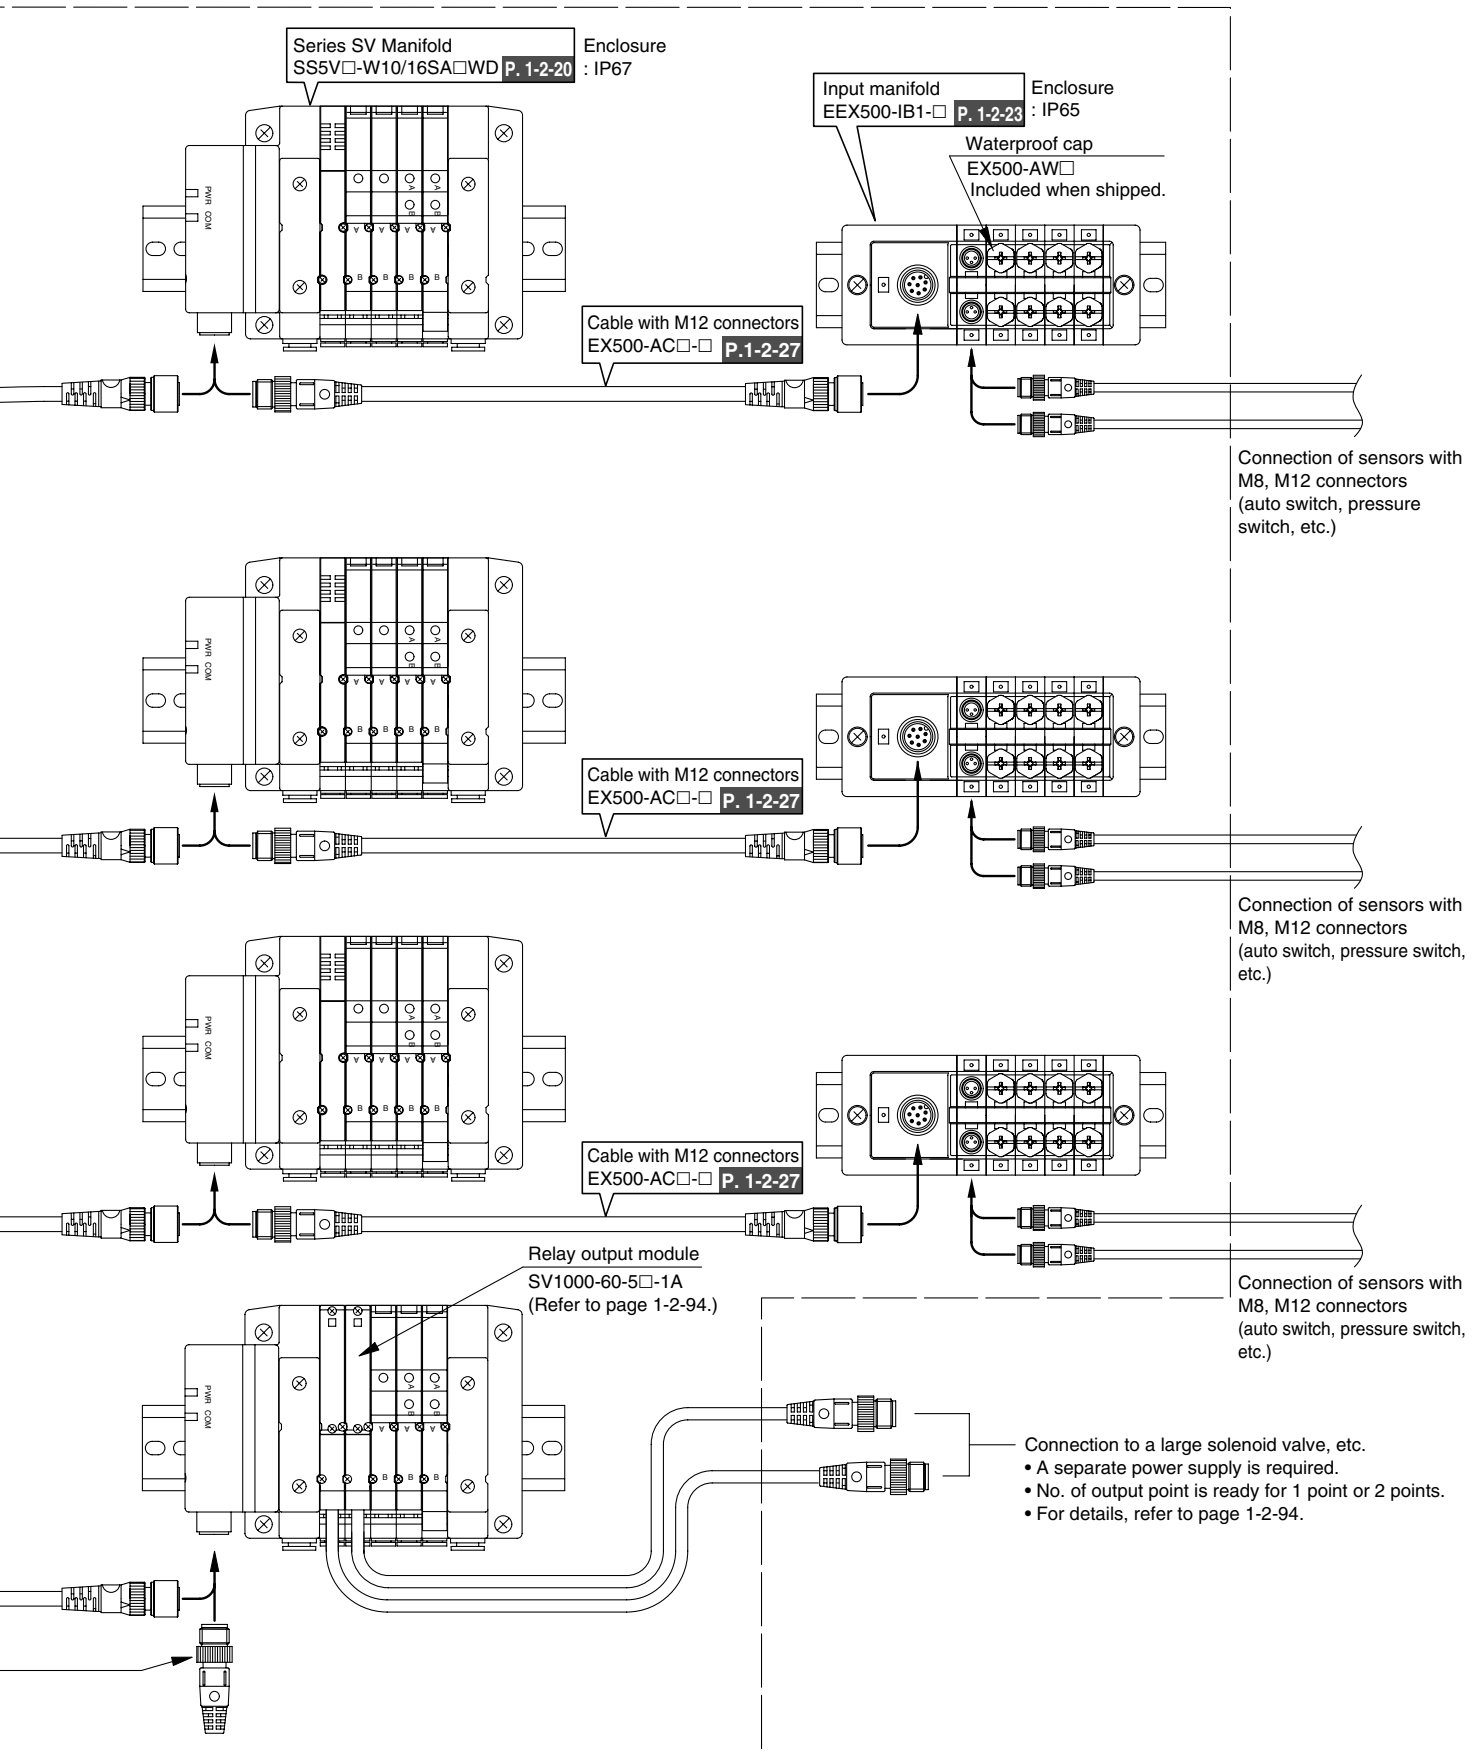 Series SV Manifold
SS5V□-W10/16SA□WD P. 1-2-20
Enclosure
: IP67
Input manifold
EEX500-IB1-□ P. 1-2-23
Enclosure
: IP65
Waterproof cap
EX500-AW□
Included when shipped.
PWR COM
A A
B B
A A A A
B B B B
Cable with M12 connectors
EX500-AC□-□ P.1-2-27
Connection of sensors with
M8, M12 connectors
(auto switch, pressure
switch, etc.)
PWR COM
A A
B B
A A A A
B B B B
Cable with M12 connectors
EX500-AC□-□ P. 1-2-27
Connection of sensors with
M8, M12 connectors
(auto switch, pressure switch,
etc.)
PWR COM
A A
B B
A A A A
B B B B
Cable with M12 connectors
EX500-AC□-□ P. 1-2-27
Connection of sensors with
M8, M12 connectors
(auto switch, pressure switch,
etc.)
Relay output module
SV1000-60-5□-1A
(Refer to page 1-2-94.)
PWR COM
A A
B B
A A A
B B B
Connection to a large solenoid valve, etc.
• A separate power supply is required.
• No. of output point is ready for 1 point or 2 points.
• For details, refer to page 1-2-94.